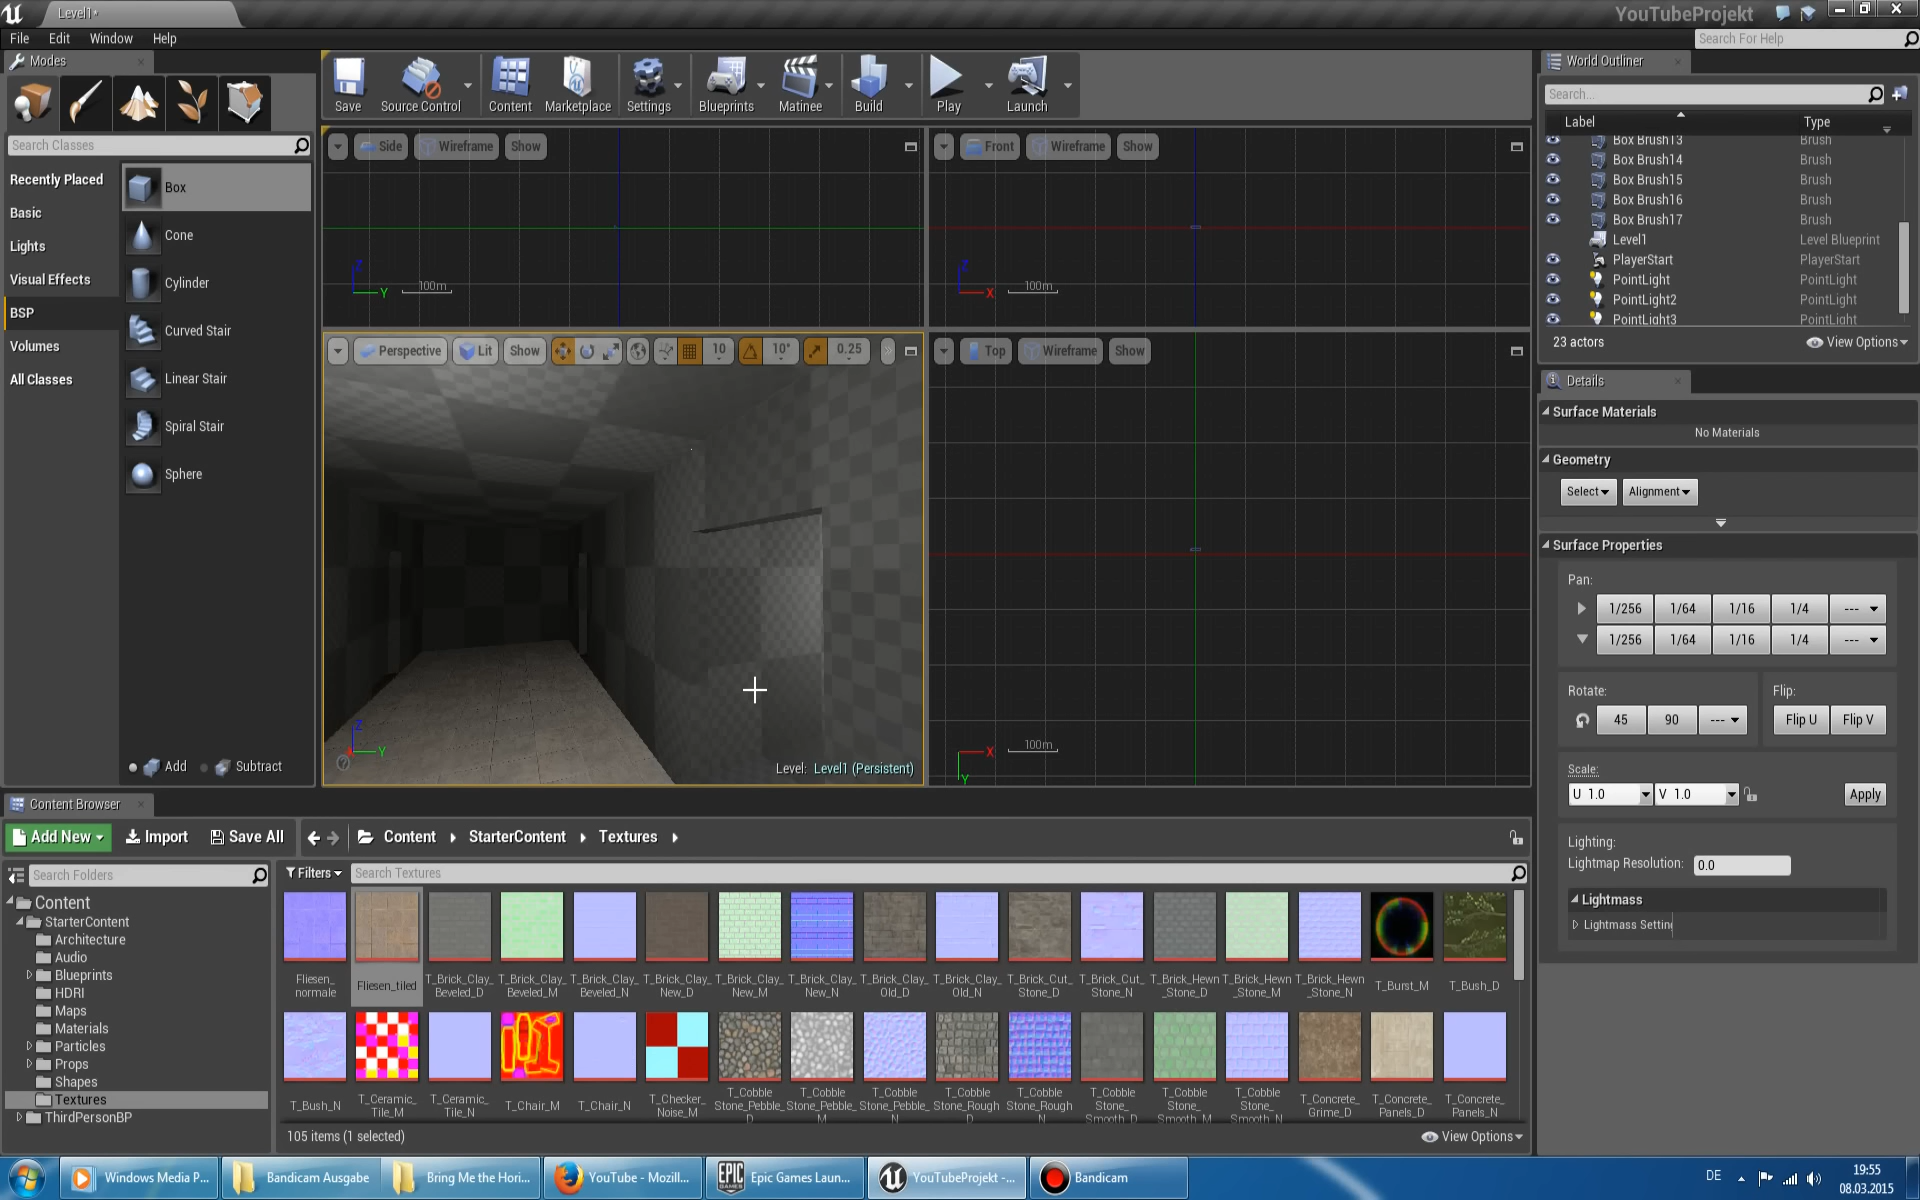 Level1*
YouTubeProjekt
File Edit Window Help
Search For Help
Modes
Save Source Control Content Marketplace Settings Blueprints Matinee Build Play Launch
World Outliner
Search...
Label Type
Search Classes
Recently Placed
Basic
Lights
Visual Effects
BSP
Volumes
All Classes
Box
Cone
Cylinder
Curved Stair
Linear Stair
Spiral Stair
Sphere
Add Subtract
Side Wireframe Show
Z
Y
100m
Front Wireframe Show
Z
X
100m
Perspective Lit Show 10 10° 0.25
Z
Y
Level: Level1 (Persistent)
Top Wireframe Show
X
Y
100m
Box Brush13 Brush
Box Brush14 Brush
Box Brush15 Brush
Box Brush16 Brush
Box Brush17 Brush
Level1 Level Blueprint
PlayerStart PlayerStart
PointLight PointLight
PointLight2 PointLight
PointLight3 PointLight
23 actors View Options
Details
Surface Materials
No Materials
Geometry
Select Alignment
Surface Properties
Pan:
1/256 1/64 1/16 1/4 ---
1/256 1/64 1/16 1/4 ---
Rotate: Flip:
45 90 --- Flip U Flip V
Scale:
U 1.0 V 1.0 Apply
Lighting:
Lightmap Resolution: 0.0
Lightmass
Lightmass Settin
Content Browser
Add New Import Save All Content StarterContent Textures
Search Folders
Filters Search Textures
Content
StarterContent
Architecture
Audio
Blueprints
HDRI
Maps
Materials
Particles
Props
Shapes
Textures
ThirdPersonBP
Fliesen_
normale
Fliesen_tiled
T_Brick_Clay_
Beveled_D
T_Brick_Clay_
Beveled_M
T_Brick_Clay_
Beveled_N
T_Brick_Clay_
New_D
T_Brick_Clay_
New_M
T_Brick_Clay_
New_N
T_Brick_Clay_
Old_D
T_Brick_Clay_
Old_N
T_Brick_Cut_
Stone_D
T_Brick_Cut_
Stone_N
T_Brick_Hewn
_Stone_D
T_Brick_Hewn
_Stone_M
T_Brick_Hewn
_Stone_N
T_Burst_M
T_Bush_D
T_Bush_N
T_Ceramic_
Tile_M
T_Ceramic_
Tile_N
T_Chair_M
T_Chair_N
T_Checker_
Noise_M
T_Cobble
Stone_Pebble_
D
T_Cobble
Stone_Pebble_
M
T_Cobble
Stone_Pebble_
N
T_Cobble
Stone_Rough
D
T_Cobble
Stone_Rough
N
T_Cobble
Stone_
Smooth_D
T_Cobble
Stone_
Smooth_M
T_Cobble
Stone_
Smooth_N
T_Concrete_
Grime_D
T_Concrete_
Panels_D
T_Concrete_
Panels_N
105 items (1 selected)
View Options
Windows Media P...
Bandicam Ausgabe
Bring Me the Hori...
YouTube - Mozill...
EPIC GAMES
Epic Games Laun...
YouTubeProjekt -...
Bandicam
DE
19:55
08.03.2015